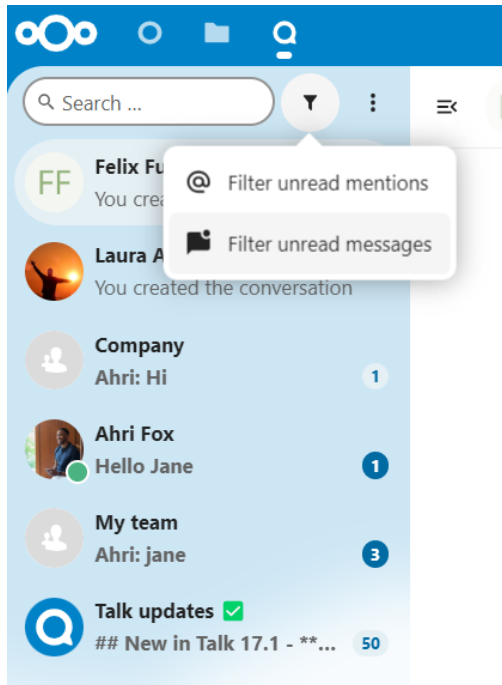 Search ...
Filter unread mentions
Filter unread messages
FF
Felix Fu
You crea
Laura A
You created the conversation
Company
Ahri: Hi
1
Ahri Fox
Hello Jane
1
My team
Ahri: jane
3
Talk updates ✅
## New in Talk 17.1 - **...
50